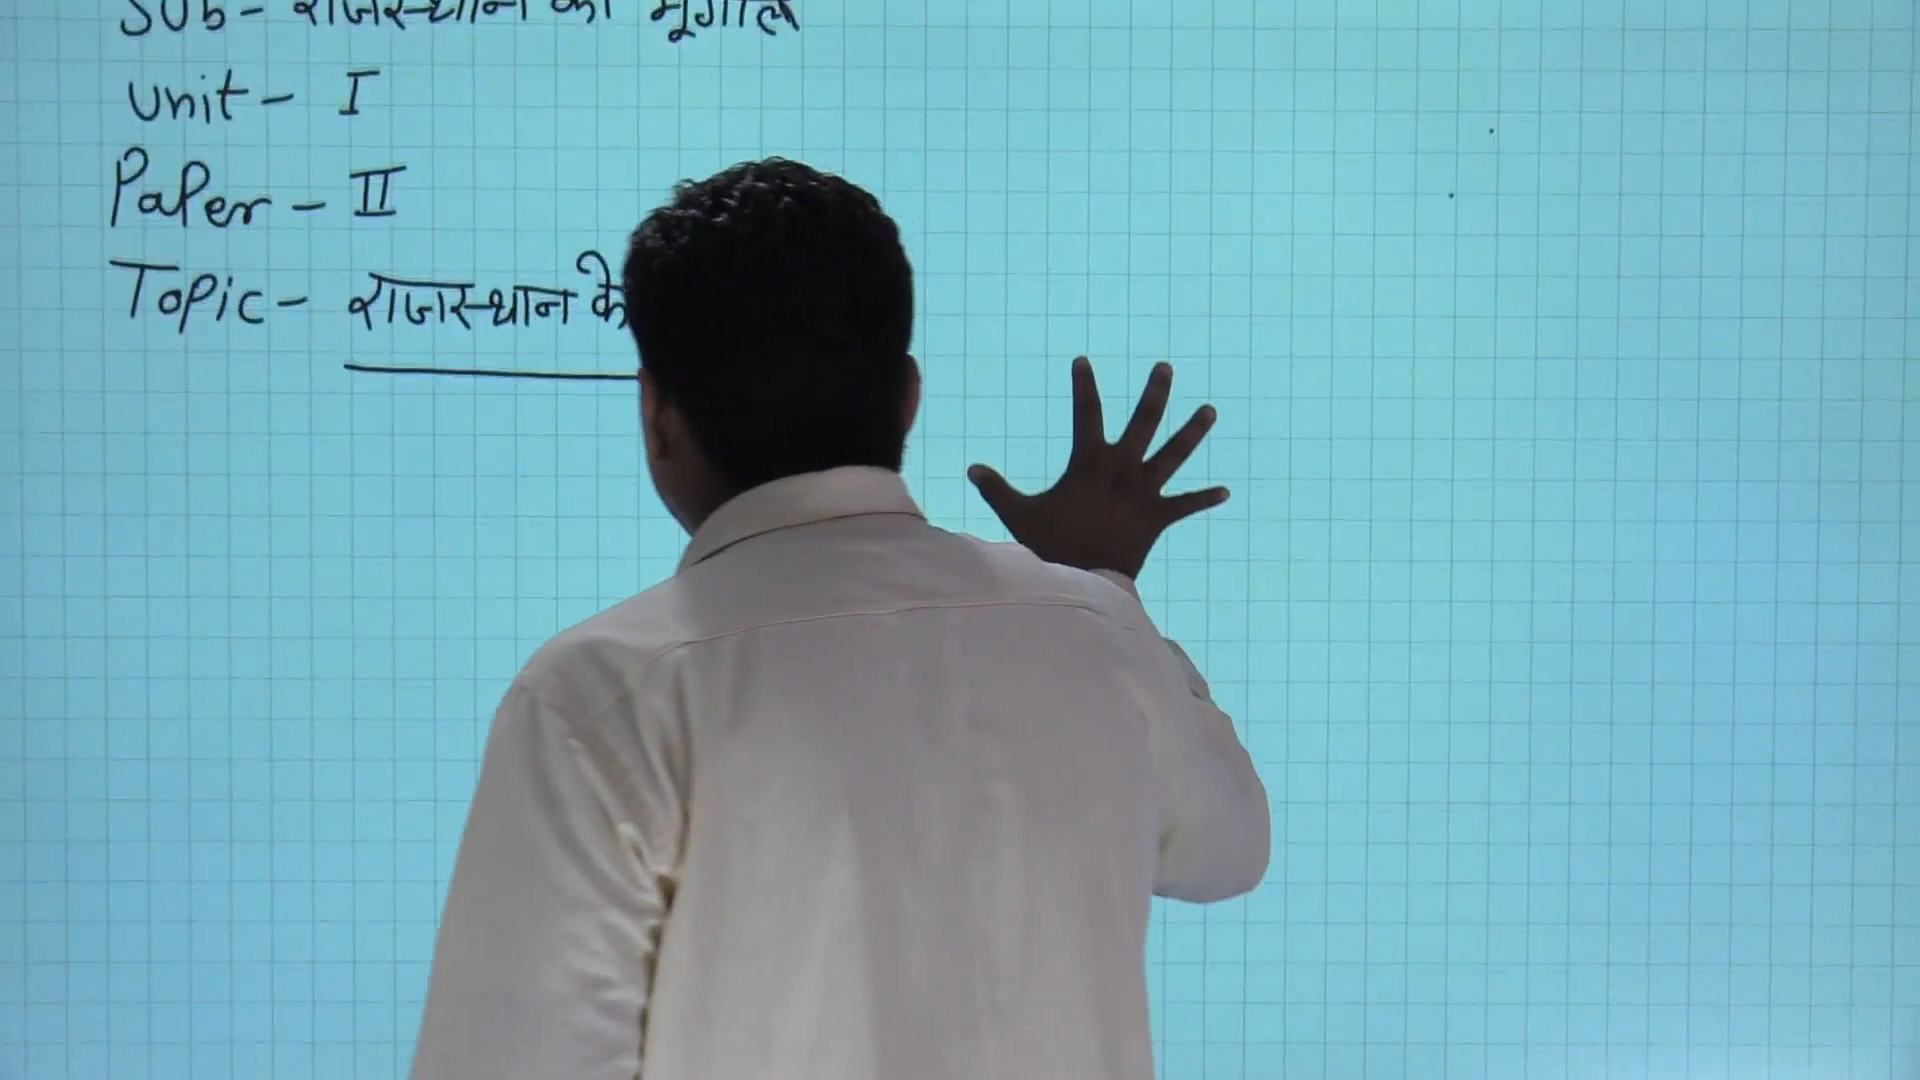 Sub- राजस्थान का भूगोल
Unit- I
Paper- II
Topic- राजस्थान के